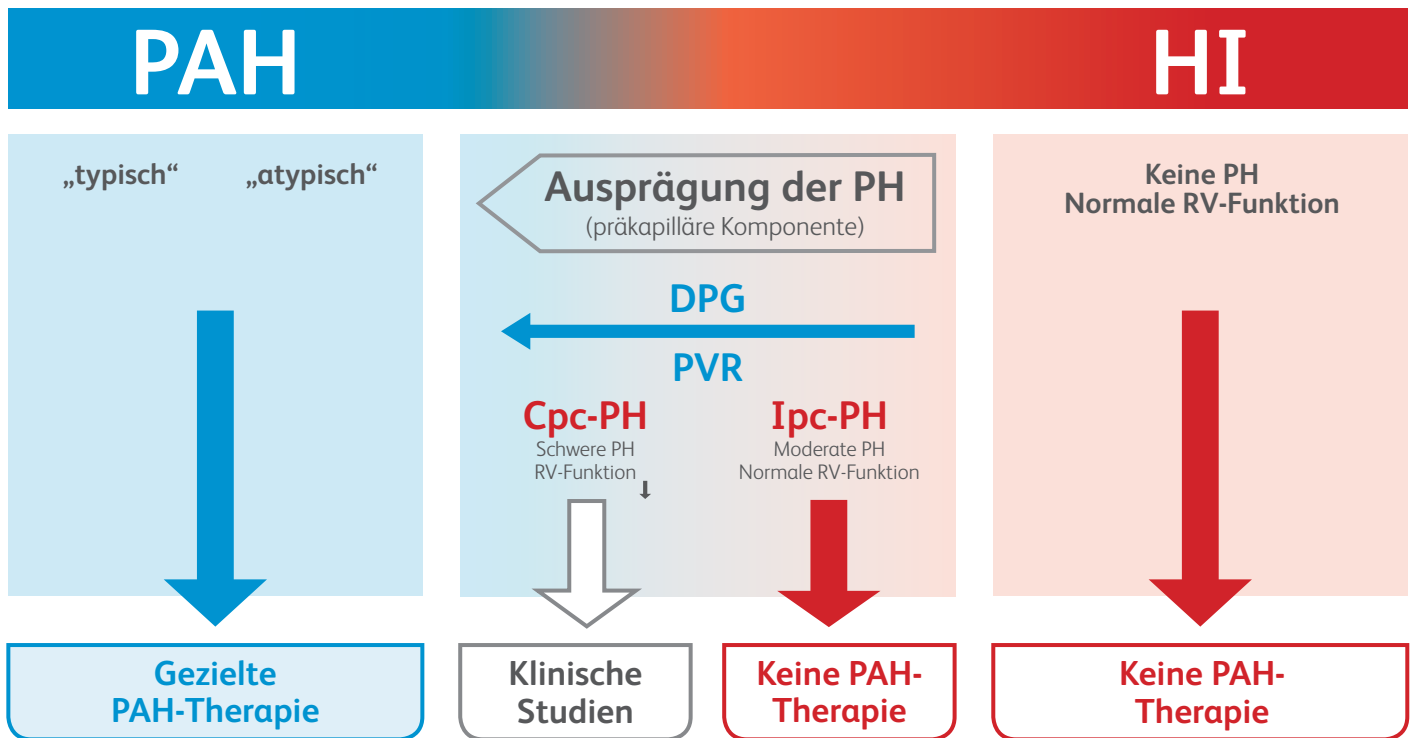 PAH
HI
„typisch“
„atypisch“
Ausprägung der PH
(präkapilläre Komponente)
DPG
PVR
Cpc-PH
Schwere PH
RV-Funktion
Ipc-PH
Moderate PH
Normale RV-Funktion
Keine PH
Normale RV-Funktion
Gezielte
PAH-Therapie
Klinische
Studien
Keine PAH-
Therapie
Keine PAH-
Therapie